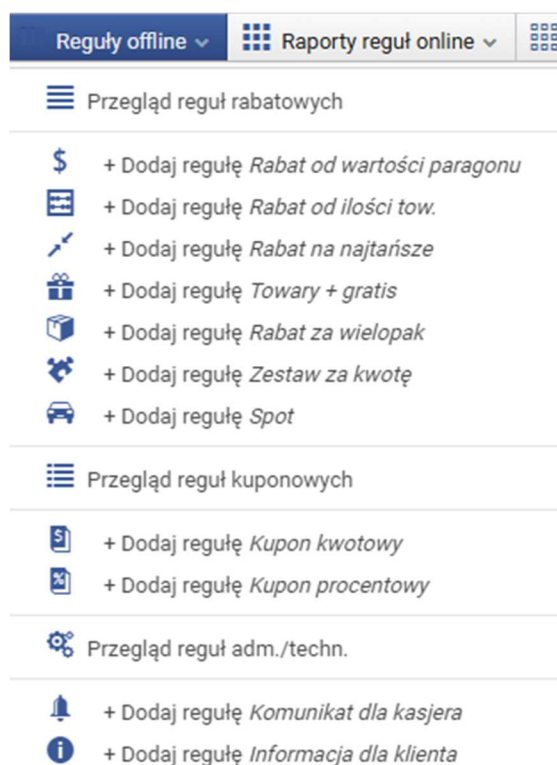 Reguły offline
Raporty reguł online
Przegląd reguł rabatowych
+ Dodaj regułę Rabat od wartości paragonu
+ Dodaj regułę Rabat od ilości tow.
+ Dodaj regułę Rabat na najtańsze
+ Dodaj regułę Towary + gratis
+ Dodaj regułę Rabat za wielopak
+ Dodaj regułę Zestaw za kwotę
+ Dodaj regułę Spot
Przegląd reguł kuponowych
+ Dodaj regułę Kupon kwotowy
+ Dodaj regułę Kupon procentowy
Przegląd reguł adm./techn.
+ Dodaj regułę Komunikat dla kasjera
+ Dodaj regułę Informacja dla klienta